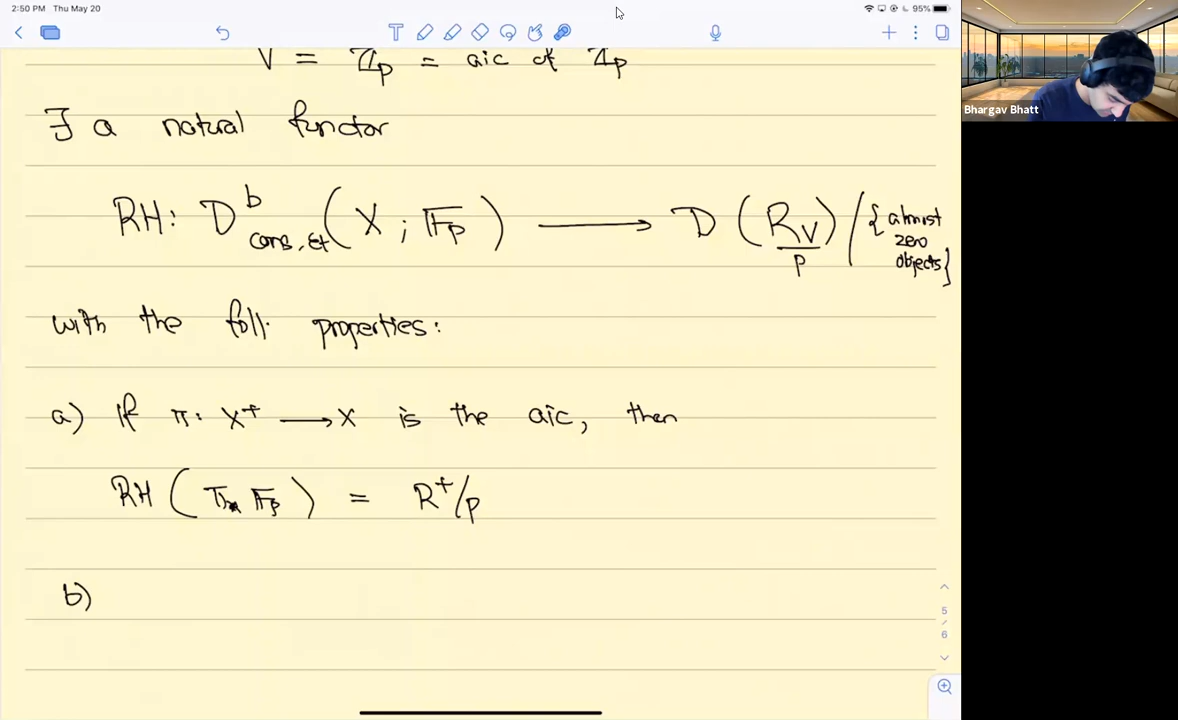 2:50 PM Thu May 20
95%
V = Z̄p = aic of Zp
∃ a natural functor
RH: D^b_cons, ét (X; Fp) ⟶ D(R_V/p) / {almost zero objects}
with the foll. properties:
a) If π: X⁺ ⟶ X is the aic, then
RH(π_* Fp) = R⁺/p
b)
5
/
6
Bhargav Bhatt